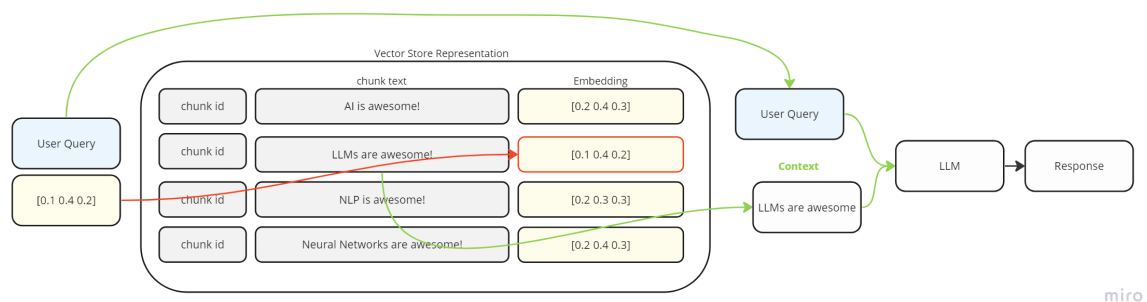 Vector Store Representation
chunk text
Embedding
chunk id
AI is awesome!
[0.2 0.4 0.3]
User Query
User Query
chunk id
LLMs are awesome!
[0.1 0.4 0.2]
Context
LLM
Response
[0.1 0.4 0.2]
chunk id
NLP is awesome!
[0.2 0.3 0.3]
LLMs are awesome
chunk id
Neural Networks are awesome!
[0.2 0.4 0.3]
miro